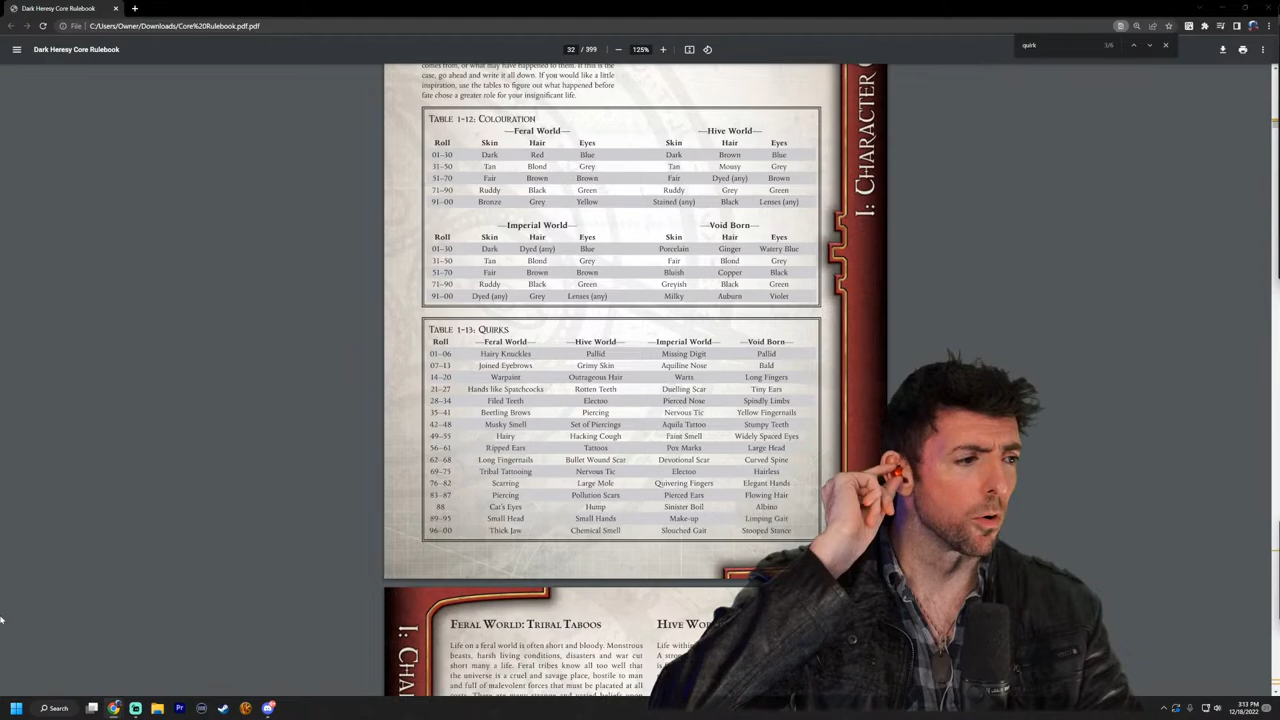 Dark Heresy Core Rulebook
File | C:/Users/Owner/Downloads/Core%20Rulebook.pdf.pdf
Dark Heresy Core Rulebook
32 / 399
125%
quirk 3/6
comes from, or what may have happened to them. If this is the
case, go ahead and write it all down. If you would like a little
inspiration, use the tables to figure out what happened before
fate chose a greater role for your insignificant life.
Table 1-12: Colouration
—Feral World— —Hive World—
Roll Skin Hair Eyes Skin Hair Eyes
01–30 Dark Red Blue Dark Brown Blue
31–50 Tan Blond Grey Tan Mousy Grey
51–70 Fair Brown Brown Fair Dyed (any) Brown
71–90 Ruddy Black Green Ruddy Grey Green
91–00 Bronze Grey Yellow Stained (any) Black Lenses (any)
—Imperial World— —Void Born—
Roll Skin Hair Eyes Skin Hair Eyes
01–30 Dark Dyed (any) Blue Porcelain Ginger Watery Blue
31–50 Tan Blond Grey Fair Blond Grey
51–70 Fair Brown Brown Bluish Copper Black
71–90 Ruddy Black Green Greyish Black Green
91–00 Dyed (any) Grey Lenses (any) Milky Auburn Violet
Table 1-13: Quirks
Roll —Feral World— —Hive World— —Imperial World— —Void Born—
01–06 Hairy Knuckles Pallid Missing Digit Pallid
07–13 Joined Eyebrows Grimy Skin Aquiline Nose Bald
14–20 Warpaint Outrageous Hair Warts Long Fingers
21–27 Hands like Spatchcocks Rotten Teeth Duelling Scar Tiny Ears
28–34 Filed Teeth Electoo Pierced Nose Spindly Limbs
35–41 Beetling Brows Piercing Nervous Tic Yellow Fingernails
42–48 Musky Smell Set of Piercings Aquila Tattoo Stumpy Teeth
49–55 Hairy Hacking Cough Faint Smell Widely Spaced Eyes
56–61 Ripped Ears Tattoos Pox Marks Large Head
62–68 Long Fingernails Bullet Wound Scar Devotional Scar Curved Spine
69–75 Tribal Tattooing Nervous Tic Electoo Hairless
76–82 Scarring Large Mole Quivering Fingers Elegant Hands
83–87 Piercing Pollution Scars Pierced Ears Flowing Hair
88 Cat's Eyes Hump Sinister Boil Albino
89–95 Small Head Small Hands Make-up Limping Gait
96–00 Thick Jaw Chemical Smell Slouched Gait Stooped Stance
I: Character
Feral World: Tribal Taboos
Life on a feral world is often short and bloody. Monstrous
beasts, harsh living conditions, disasters and war cut
short many a life. Feral tribes know all too well that
the universe is a cruel and savage place, hostile to man
and full of malevolent forces that must be placated at all
Hive
Life within
I: Cha
Search
Pr
3:13 PM
12/18/2022